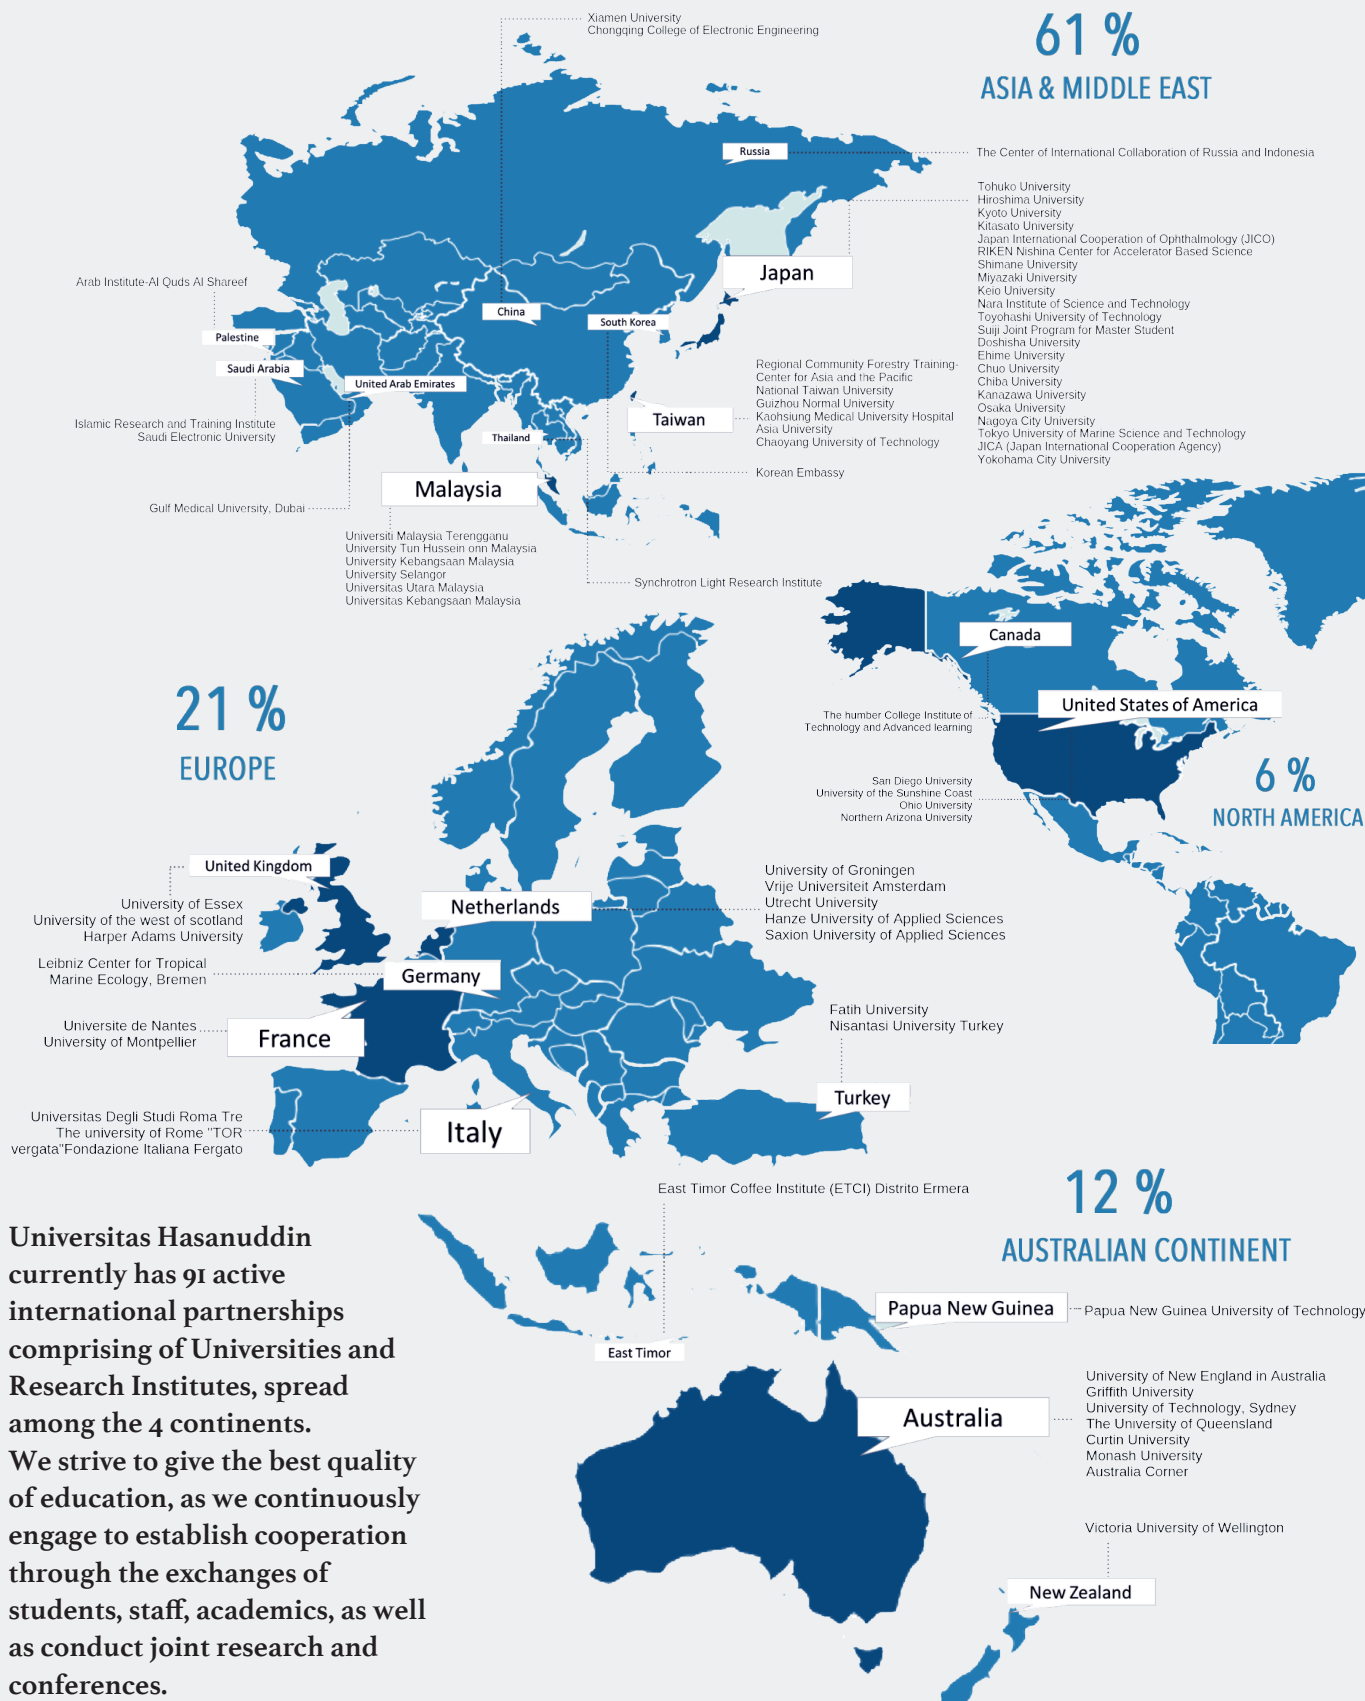 Xiamen University
Chongqing College of Electronic Engineering
61 %
ASIA & MIDDLE EAST
Russia
The Center of International Collaboration of Russia and Indonesia
Tohuko University
Hiroshima University
Kyoto University
Kitasato University
Japan International Cooperation of Ophthalmology (JICO)
RIKEN Nishina Center for Accelerator Based Science
Shimane University
Miyazaki University
Keio University
Nara Institute of Science and Technology
Toyohashi University of Technology
Suiji Joint Program for Master Student
Doshisha University
Ehime University
Chuo University
Chiba University
Kanazawa University
Osaka University
Nagoya City University
Tokyo University of Marine Science and Technology
JICA (Japan International Cooperation Agency)
Yokohama City University
Japan
Arab Institute-Al Quds Al Shareef
China
South Korea
Palestine
Saudi Arabia
United Arab Emirates
Regional Community Forestry Training-
Center for Asia and the Pacific
National Taiwan University
Guizhou Normal University
Kaohsiung Medical University Hospital
Asia University
Chaoyang University of Technology
Taiwan
Islamic Research and Training Institute
Saudi Electronic University
Thailand
Korean Embassy
Malaysia
Gulf Medical University, Dubai
Universiti Malaysia Terengganu
University Tun Hussein onn Malaysia
University Kebangsaan Malaysia
University Selangor
Universitas Utara Malaysia
Universitas Kebangsaan Malaysia
Synchrotron Light Research Institute
Canada
United States of America
The humber College Institute of
Technology and Advanced learning
San Diego University
University of the Sunshine Coast
Ohio University
Northern Arizona University
6 %
NORTH AMERICA
21 %
EUROPE
United Kingdom
University of Essex
University of the west of scotland
Harper Adams University
Netherlands
University of Groningen
Vrije Universiteit Amsterdam
Utrecht University
Hanze University of Applied Sciences
Saxion University of Applied Sciences
Leibniz Center for Tropical
Marine Ecology, Bremen
Germany
Universite de Nantes
University of Montpellier
France
Fatih University
Nisantasi University Turkey
Turkey
Universitas Degli Studi Roma Tre
The university of Rome "TOR
vergata"Fondazione Italiana Fergato
Italy
12 %
AUSTRALIAN CONTINENT
East Timor Coffee Institute (ETCI) Distrito Ermera
East Timor
Papua New Guinea
Papua New Guinea University of Technology
Australia
University of New England in Australia
Griffith University
University of Technology, Sydney
The University of Queensland
Curtin University
Monash University
Australia Corner
Victoria University of Wellington
New Zealand
Universitas Hasanuddin
currently has 91 active
international partnerships
comprising of Universities and
Research Institutes, spread
among the 4 continents.
We strive to give the best quality
of education, as we continuously
engage to establish cooperation
through the exchanges of
students, staff, academics, as well
as conduct joint research and
conferences.